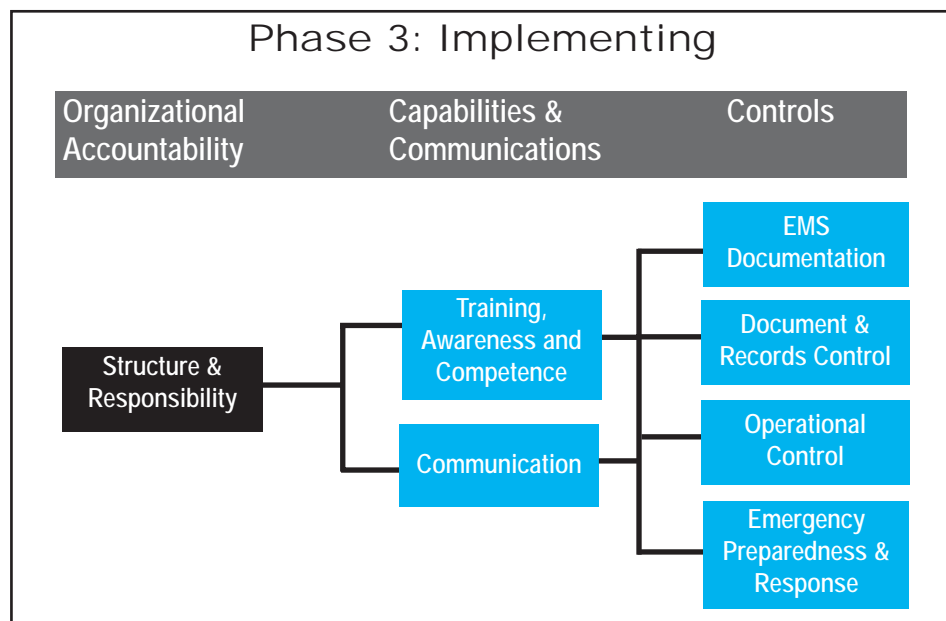 Phase 3: Implementing
Organizational
Accountability
Capabilities &
Communications
Controls
Structure &
Responsibility
Training,
Awareness and
Competence
Communication
EMS
Documentation
Document &
Records Control
Operational
Control
Emergency
Preparedness &
Response